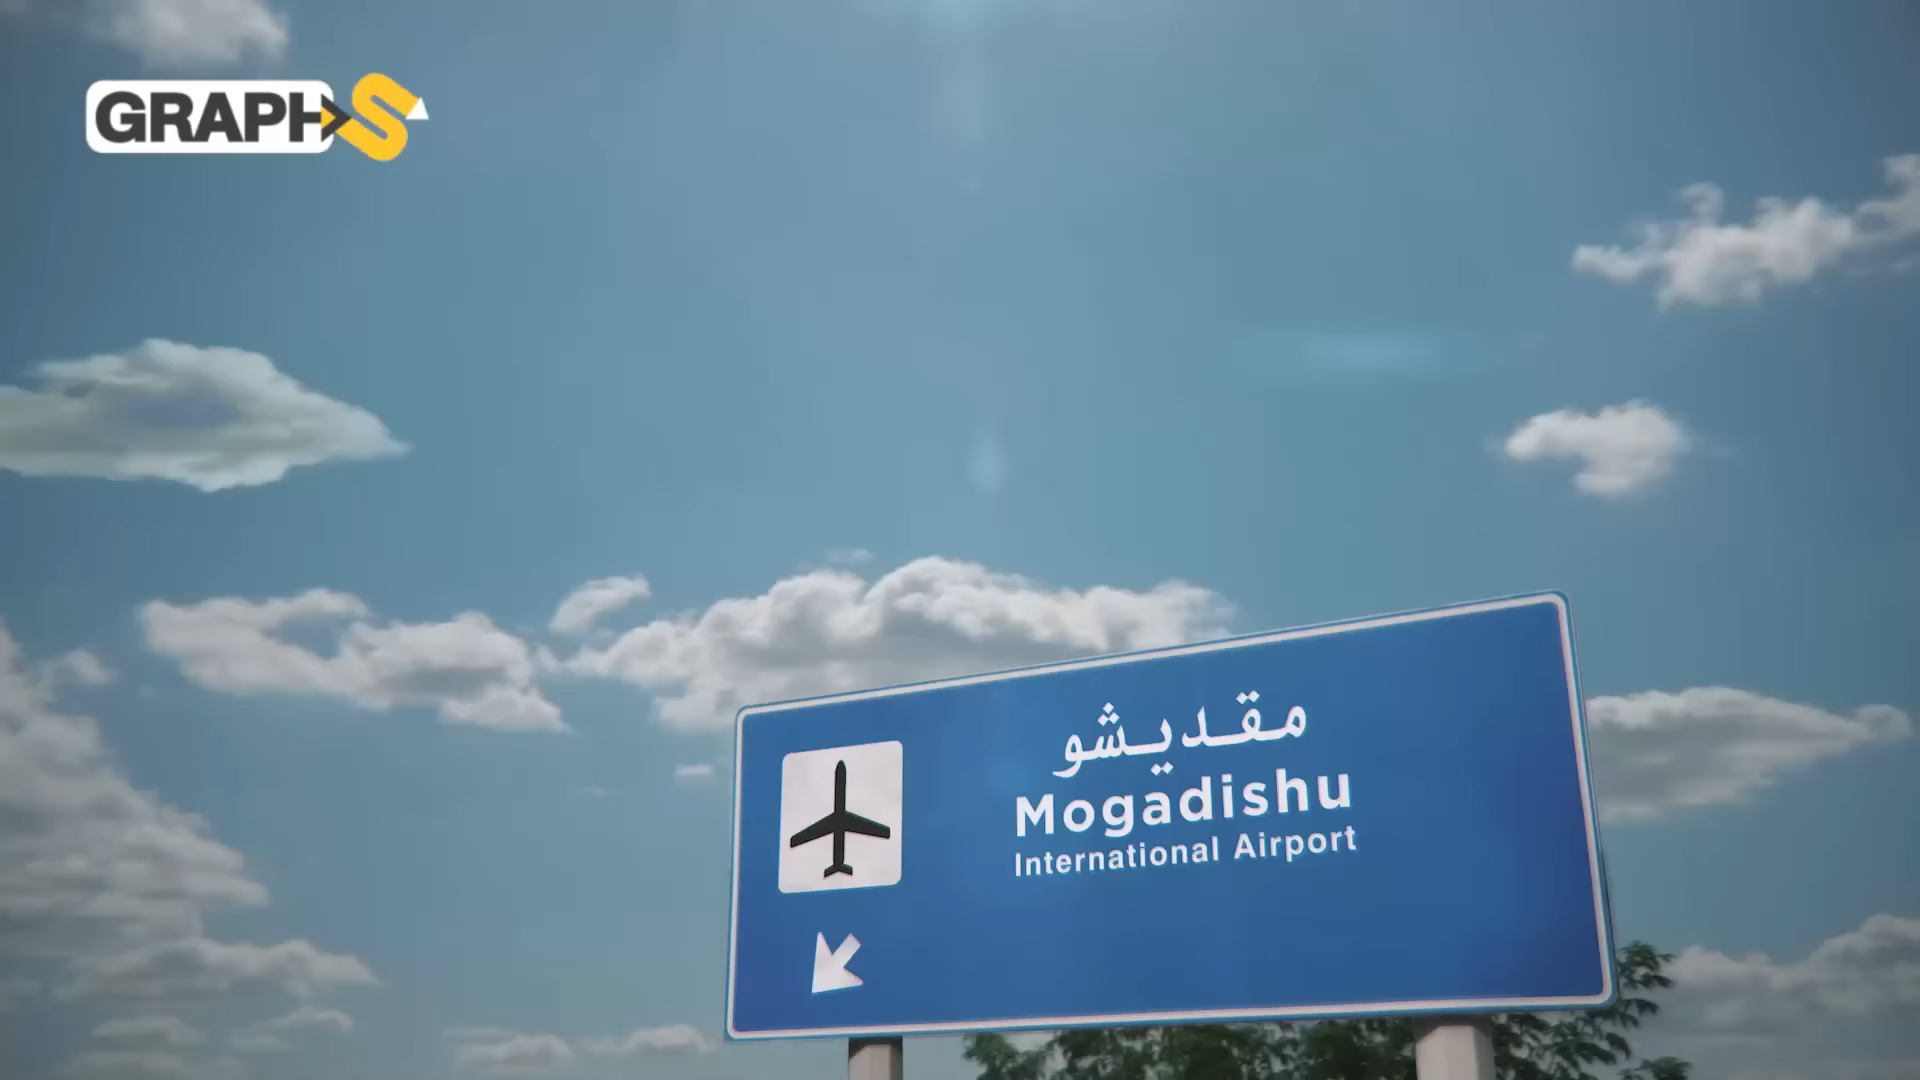 GRAPHS
مقديشو
Mogadishu
International Airport